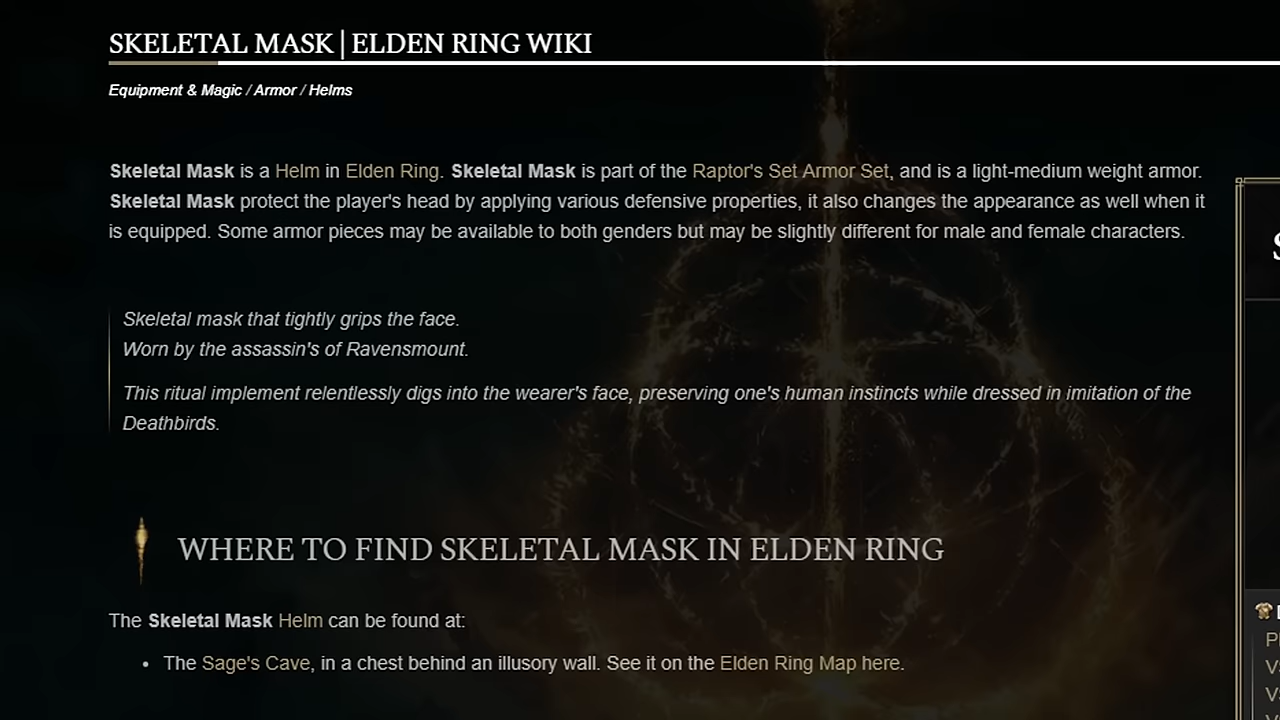 SKELETAL MASK | ELDEN RING WIKI
Equipment & Magic / Armor / Helms
Skeletal Mask is a Helm in Elden Ring. Skeletal Mask is part of the Raptor's Set Armor Set, and is a light-medium weight armor.
Skeletal Mask protect the player's head by applying various defensive properties, it also changes the appearance as well when it
is equipped. Some armor pieces may be available to both genders but may be slightly different for male and female characters.
Skeletal mask that tightly grips the face.
Worn by the assassin's of Ravensmount.
This ritual implement relentlessly digs into the wearer's face, preserving one's human instincts while dressed in imitation of the
Deathbirds.
WHERE TO FIND SKELETAL MASK IN ELDEN RING
The Skeletal Mask Helm can be found at:
• The Sage's Cave, in a chest behind an illusory wall. See it on the Elden Ring Map here.